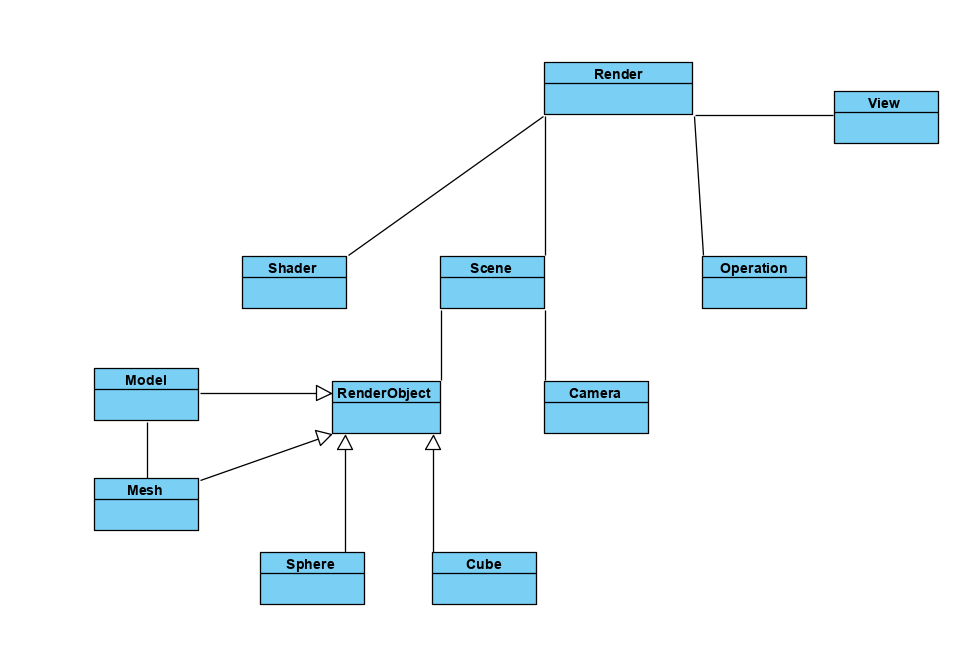 Render
View
Shader
Scene
Operation
Model
RenderObject
Camera
Mesh
Sphere
Cube